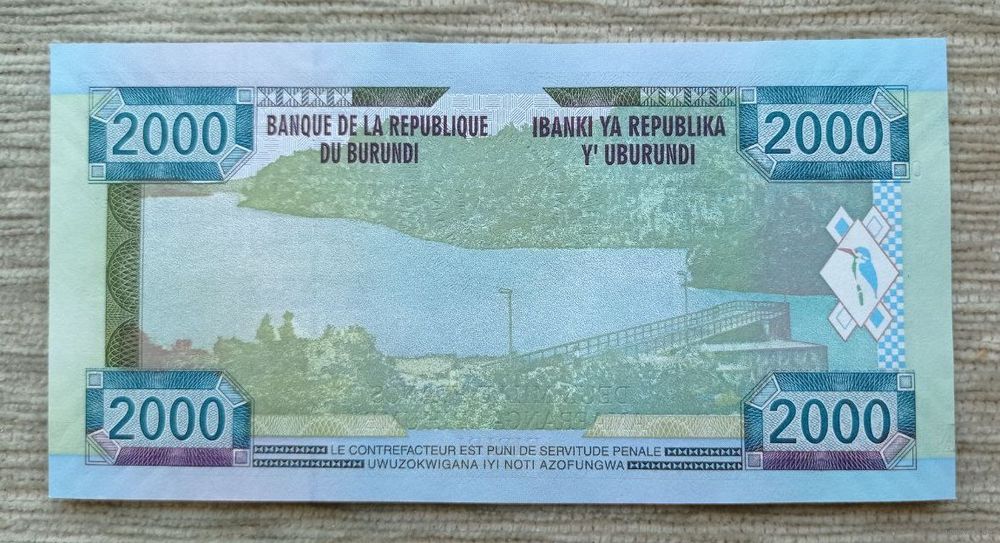 2000
2000
BANQUE DE LA REPUBLIQUE
DU BURUNDI
IBANKI YA REPUBLIKA
Y' UBURUNDI
2000
2000
LE CONTREFACTEUR EST PUNI DE SERVITUDE PENALE
UWUZOKWIGANA IYI NOTI AZOFUNGWA